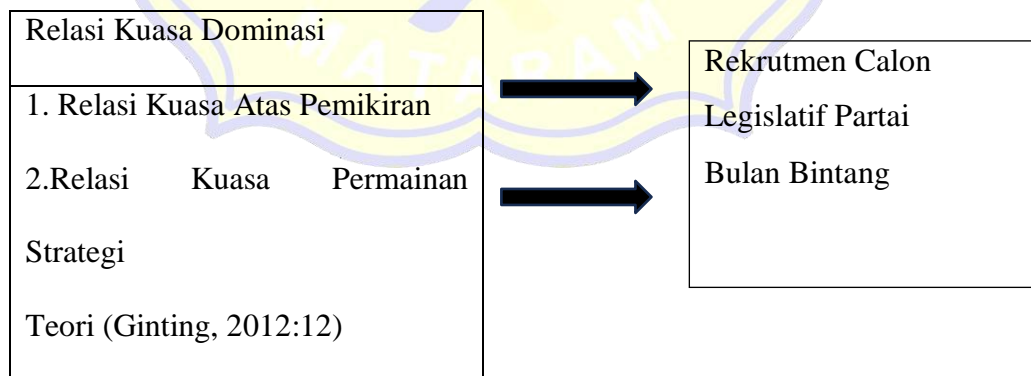 Relasi Kuasa Dominasi
1. Relasi Kuasa Atas Pemikiran
2.Relasi Kuasa Permainan
Strategi
Teori (Ginting, 2012:12)
Rekrutmen Calon
Legislatif Partai
Bulan Bintang
MATARAM